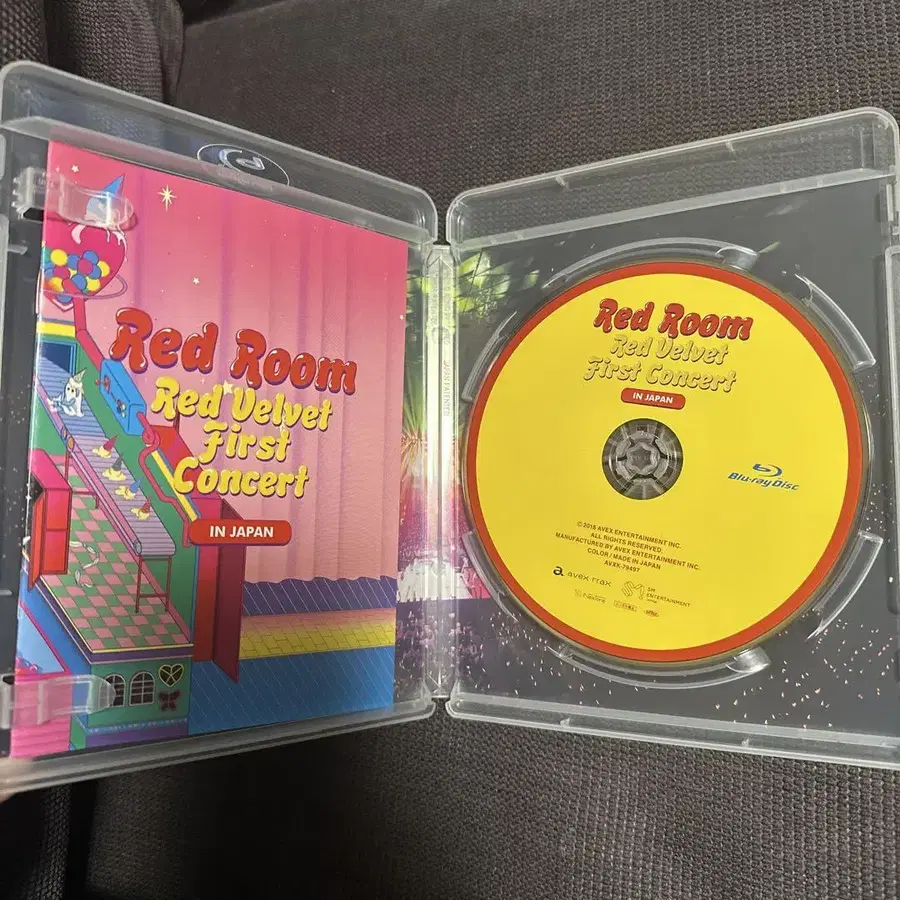 Red Room
Red Velvet
First
Concert
IN JAPAN
Red Room
Red Velvet
First Concert
IN JAPAN
Blu-ray Disc
© 2018 AVEX ENTERTAINMENT INC.
ALL RIGHTS RESERVED.
MANUFACTURED BY AVEX ENTERTAINMENT INC.
COLOR / MADE IN JAPAN
AVXK-79497
a avex trax
SM
ENTERTAINMENT